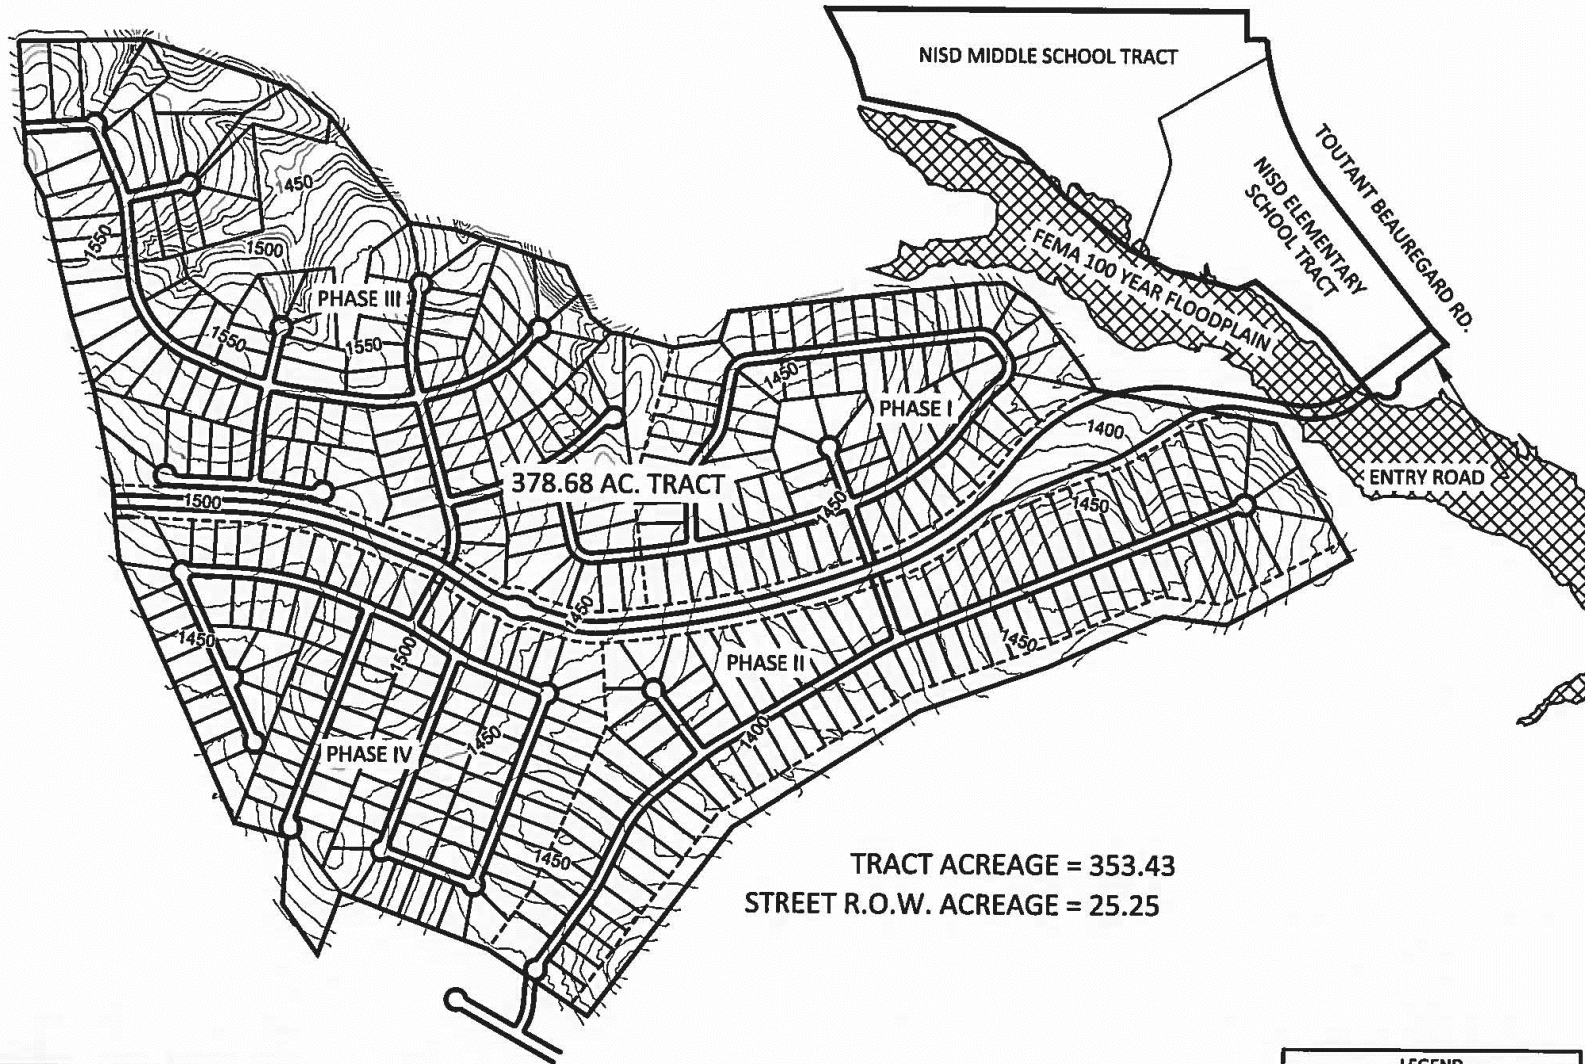 NISD MIDDLE SCHOOL TRACT
TOUTANT BEAUREGARD RD.
NISD ELEMENTARY
SCHOOL TRACT
FEMA 100 YEAR FLOODPLAIN
1450
1550
1500
PHASE III
1550
1550
1450
PHASE I
1400
378.68 AC. TRACT
ENTRY ROAD
1500
1450
1450
1450
1450
1500
1450
PHASE II
1400
1450
PHASE IV
1450
TRACT ACREAGE = 353.43
STREET R.O.W. ACREAGE = 25.25
LEGEND